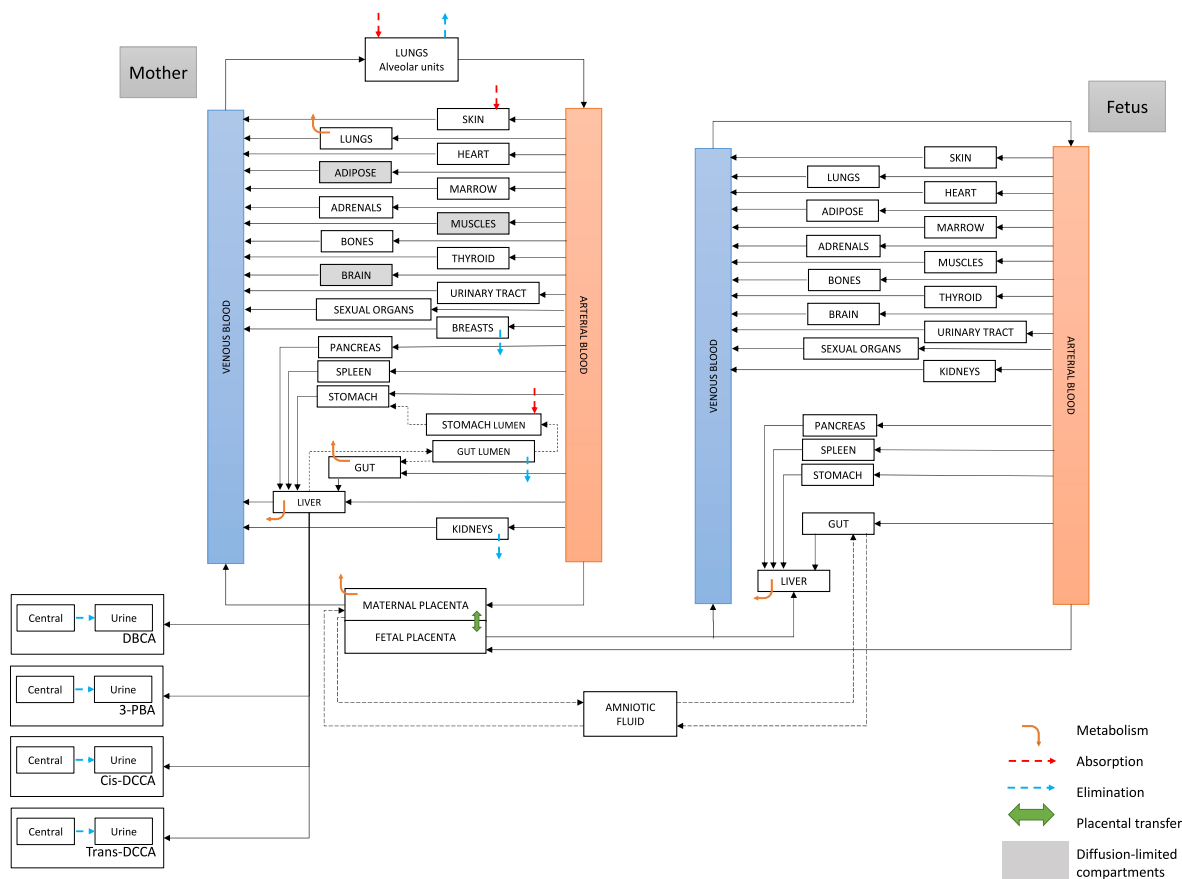 Mother
LUNGS
Alveolar units
VENOUS BLOOD
ARTERIAL BLOOD
SKIN
LUNGS
HEART
ADIPOSE
MARROW
ADRENALS
MUSCLES
BONES
THYROID
BRAIN
URINARY TRACT
SEXUAL ORGANS
BREASTS
PANCREAS
SPLEEN
STOMACH
STOMACH LUMEN
GUT LUMEN
GUT
LIVER
KIDNEYS
MATERNAL PLACENTA
FETAL PLACENTA
Fetus
VENOUS BLOOD
ARTERIAL BLOOD
SKIN
LUNGS
HEART
ADIPOSE
MARROW
ADRENALS
MUSCLES
BONES
THYROID
BRAIN
URINARY TRACT
SEXUAL ORGANS
KIDNEYS
PANCREAS
SPLEEN
STOMACH
GUT
LIVER
AMNIOTIC
FLUID
Central
Urine
DBCA
Central
Urine
3-PBA
Central
Urine
Cis-DCCA
Central
Urine
Trans-DCCA
Metabolism
Absorption
Elimination
Placental transfer
Diffusion-limited
compartments